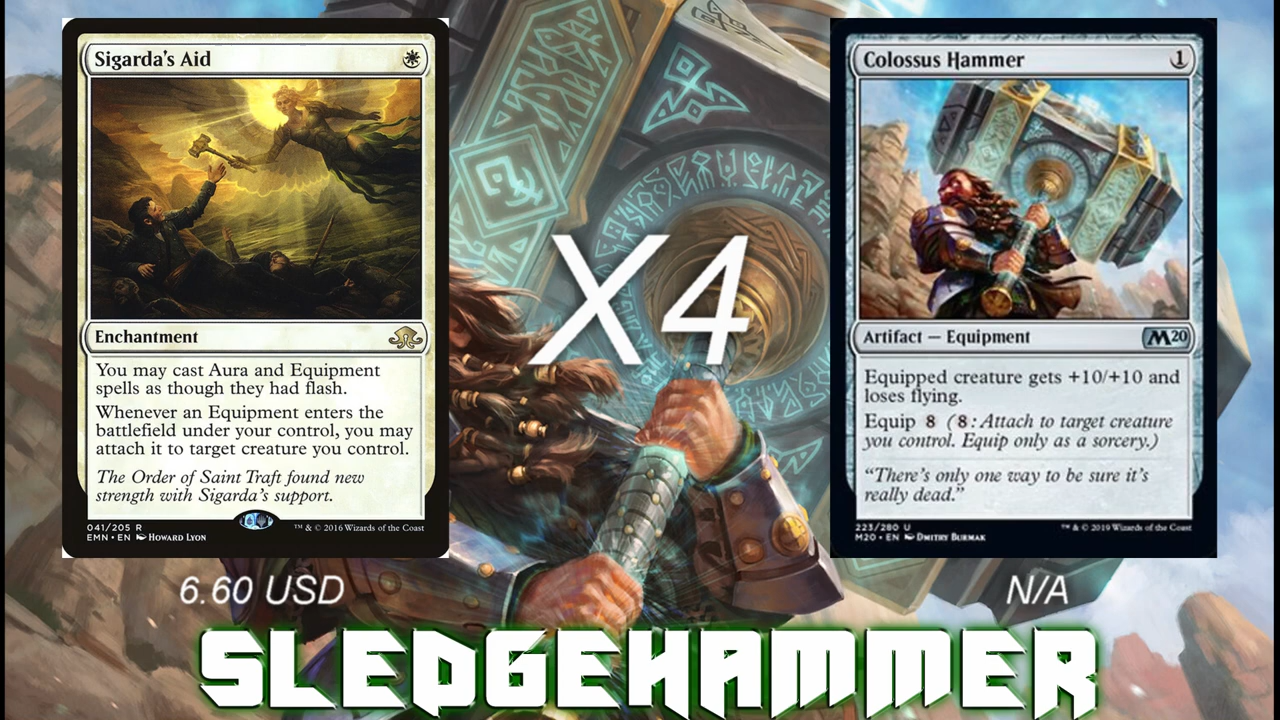 Sigarda's Aid
Enchantment
You may cast Aura and Equipment
spells as though they had flash.
Whenever an Equipment enters the
battlefield under your control, you may
attach it to target creature you control.
The Order of Saint Traft found new
strength with Sigarda's support.
041/205 R
EMN • EN Howard Lyon
™ & © 2016 Wizards of the Coast
6.60 USD
X4
Colossus Hammer 1
Artifact — Equipment M20
Equipped creature gets +10/+10 and
loses flying.
Equip 8 (8: Attach to target creature
you control. Equip only as a sorcery.)
"There's only one way to be sure it's
really dead."
223/280 U
M20 • EN Dmitry Burmak
™ & © 2019 Wizards of the Coast
N/A
SLEDGEHAMMER